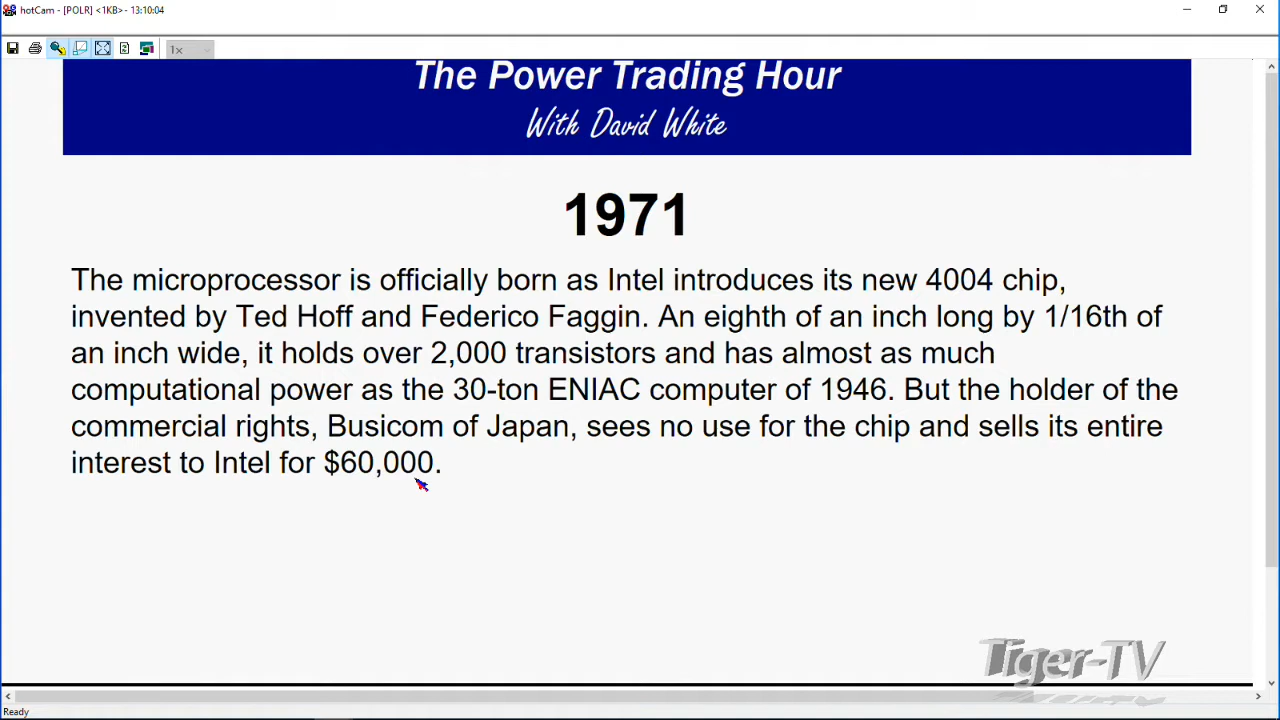 hotCam - [POLR] <1KB> - 13:10:04
1x
The Power Trading Hour
With David White
1971
The microprocessor is officially born as Intel introduces its new 4004 chip,
invented by Ted Hoff and Federico Faggin. An eighth of an inch long by 1/16th of
an inch wide, it holds over 2,000 transistors and has almost as much
computational power as the 30-ton ENIAC computer of 1946. But the holder of the
commercial rights, Busicom of Japan, sees no use for the chip and sells its entire
interest to Intel for $60,000.
Tiger-TV
Ready